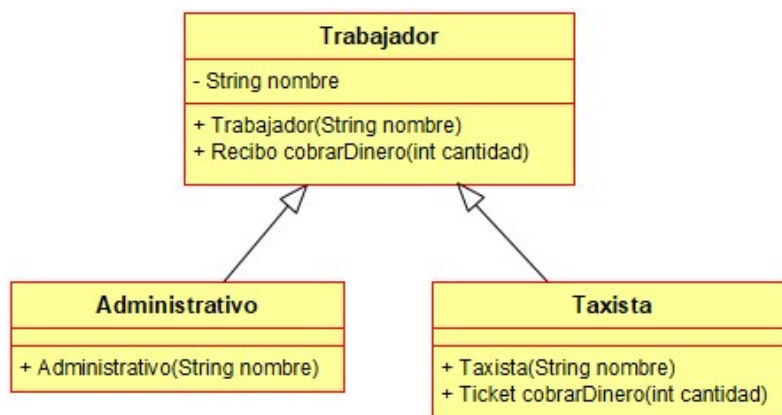 Trabajador
- String nombre
+ Trabajador(String nombre)
+ Recibo cobrarDinero(int cantidad)
Administrativo
+ Administrativo(String nombre)
Taxista
+ Taxista(String nombre)
+ Ticket cobrarDinero(int cantidad)